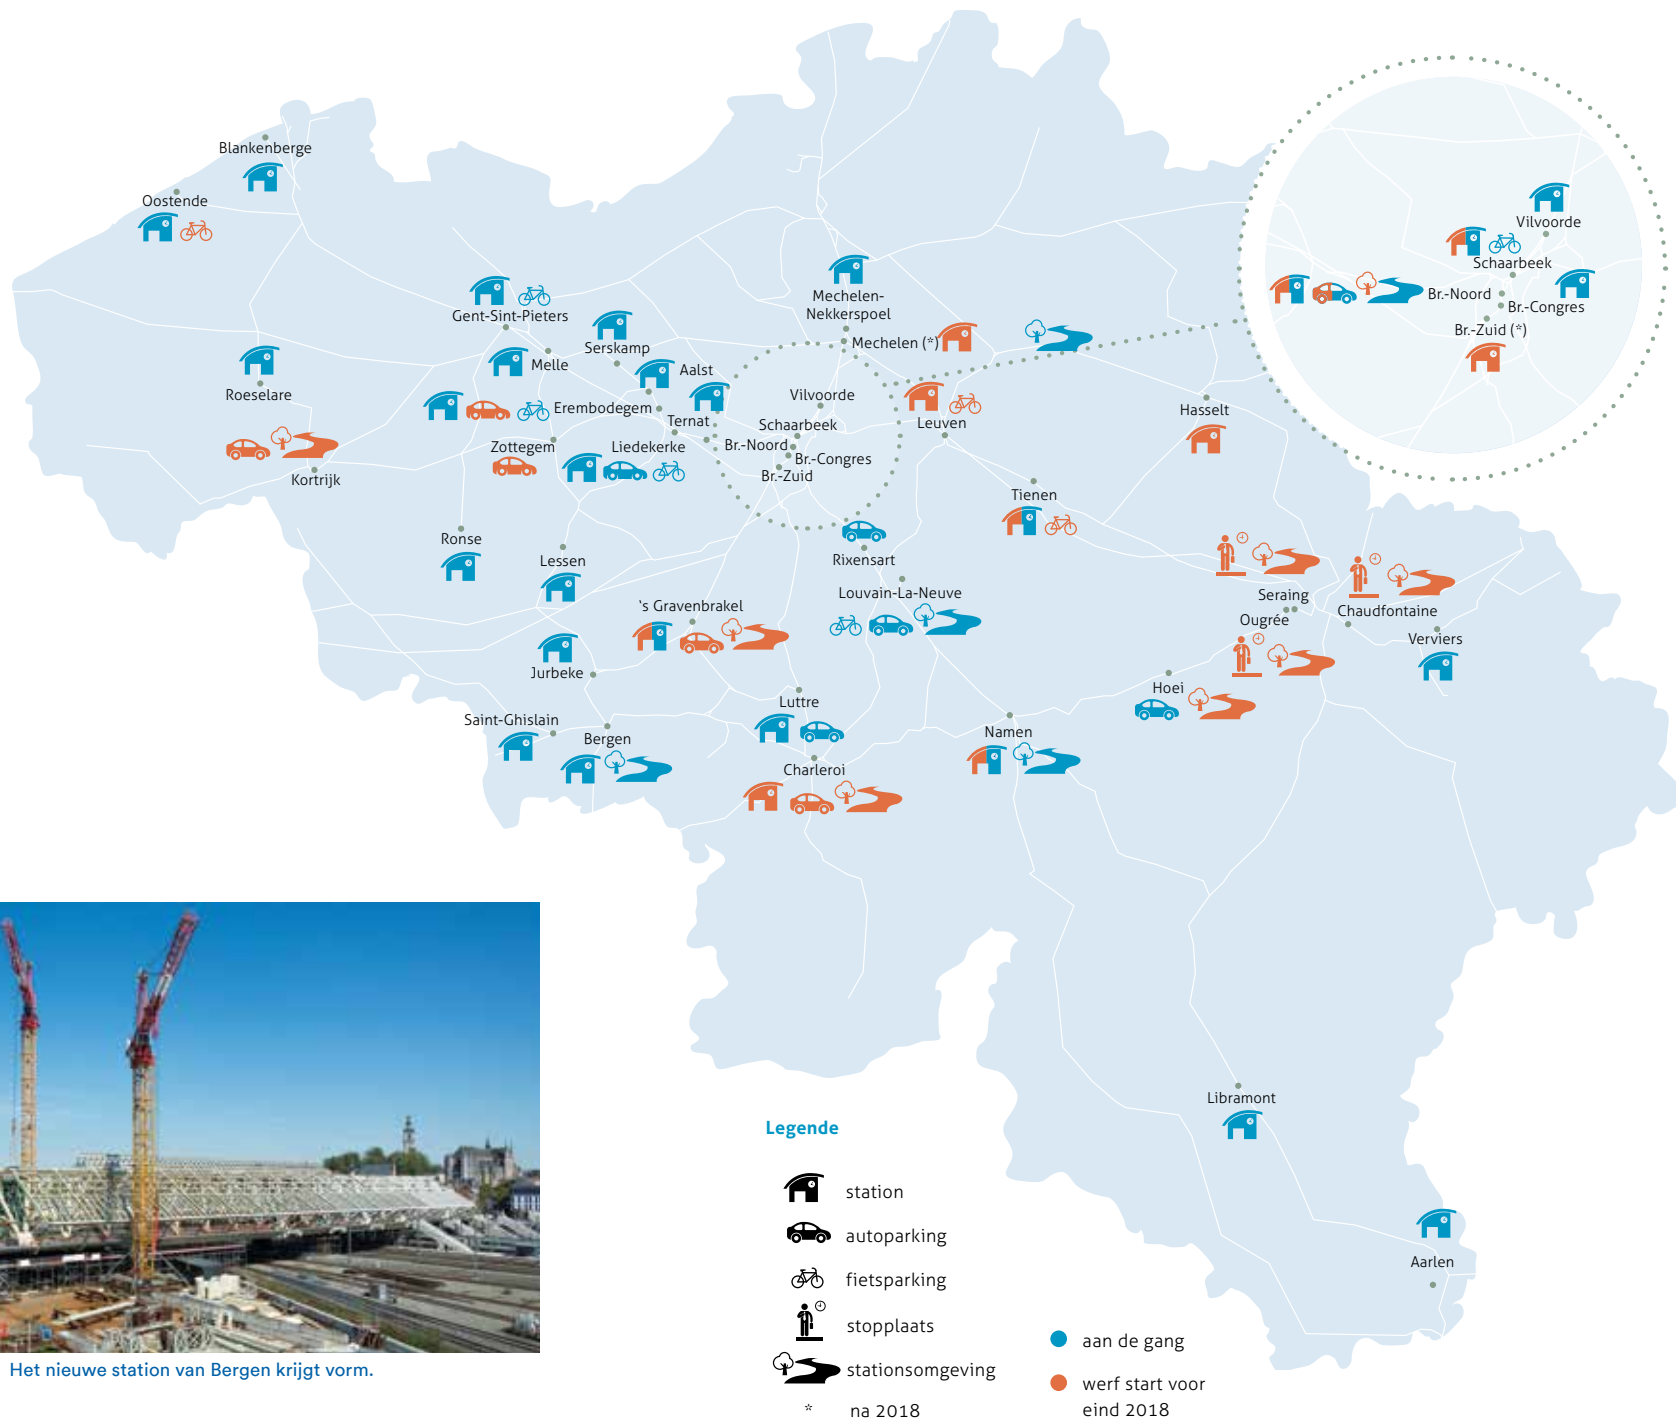 Blankenberge
Oostende
Gent-Sint-Pieters
Serskamp
Melle
Aalst
Roeselare
Erembodegem
Ternat
Zottegem
Liedekerke
Kortrijk
Mechelen-
Nekkerspoel
Mechelen (*)
Vilvoorde
Schaarbeek
Br.-Noord
Br.-Congres
Br.-Zuid
Leuven
Hasselt
Tienen
Vilvoorde
Schaarbeek
Br.-Noord
Br.-Congres
Br.-Zuid (*)
Ronse
Lessen
Rixensart
Louvain-La-Neuve
's Gravenbrakel
Jurbeke
Seraing
Ougrée
Chaudfontaine
Verviers
Hoei
Luttre
Saint-Ghislain
Bergen
Charleroi
Namen
Libramont
Aarlen
Legende
station
autoparking
fietsparking
stopplaats
stationsomgeving
* na 2018
aan de gang
werf start voor
eind 2018
Het nieuwe station van Bergen krijgt vorm.